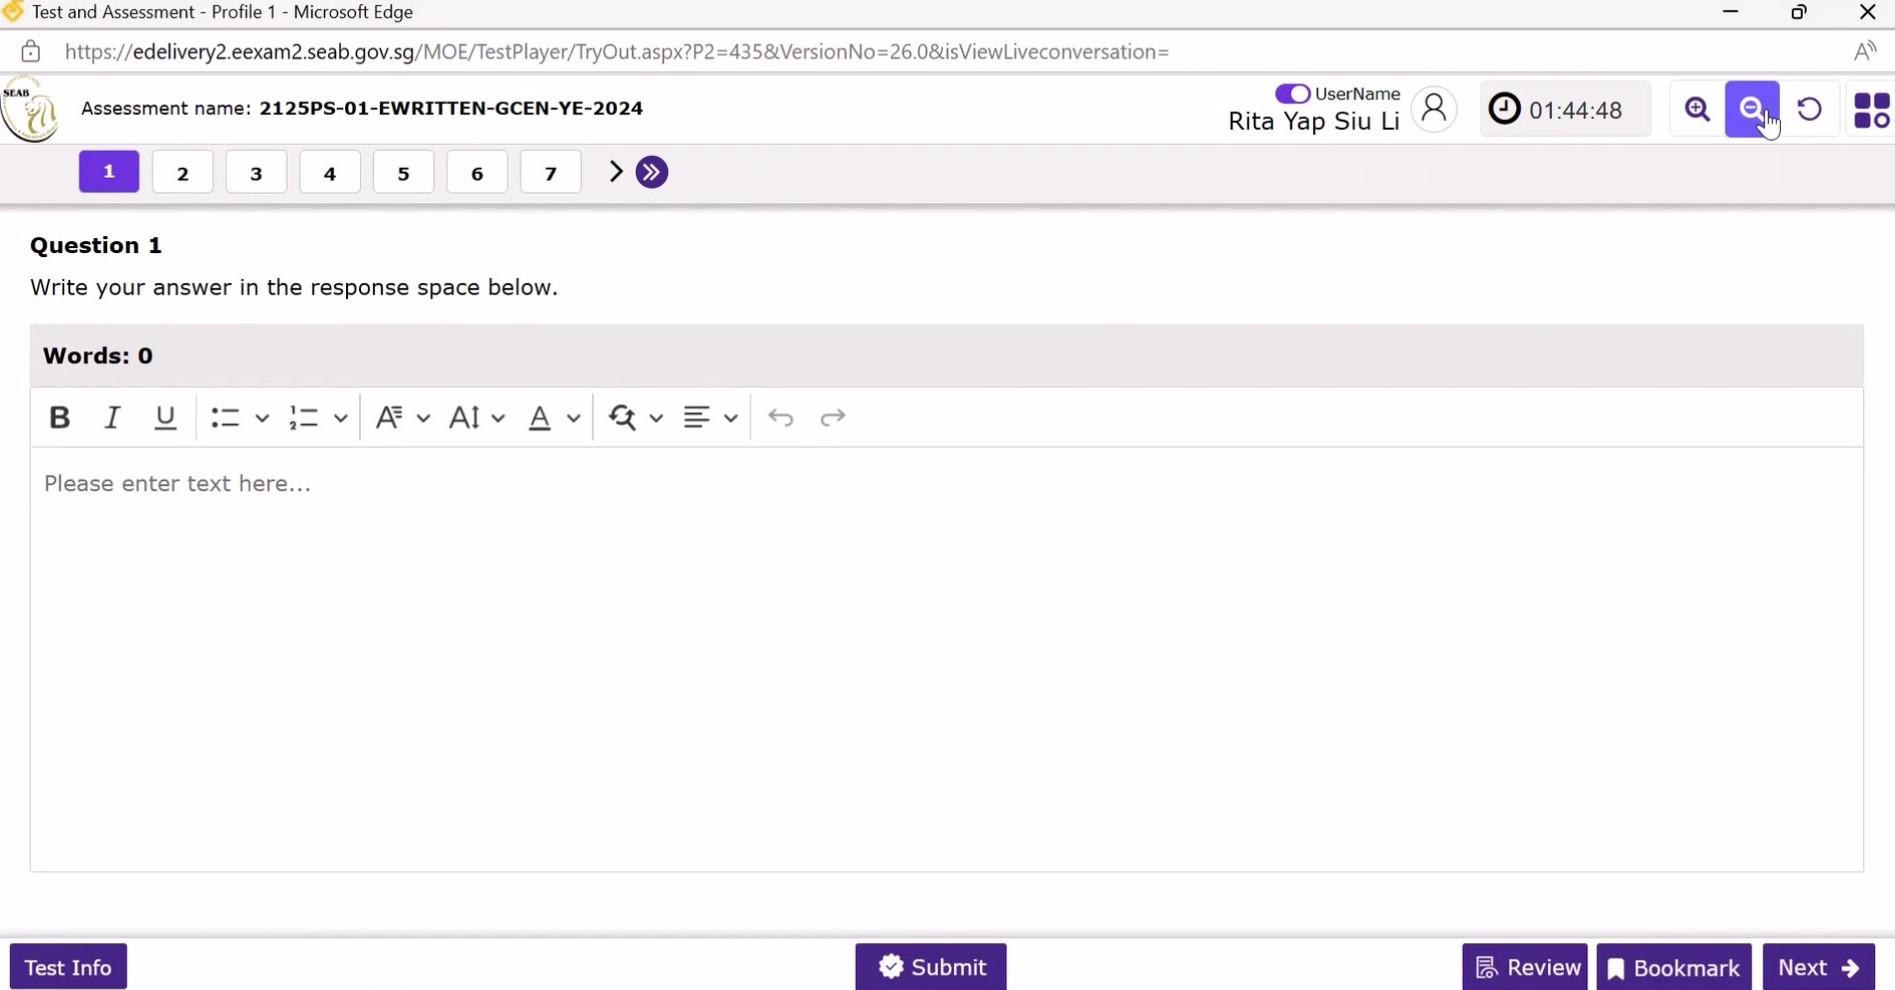 Test and Assessment - Profile 1 - Microsoft Edge
https://edelivery2.eexam2.seab.gov.sg/MOE/TestPlayer/TryOut.aspx?P2=435&VersionNo=26.0&isViewLiveconversation=
SEAB
Assessment name: 2125PS-01-EWRITTEN-GCEN-YE-2024
UserName
Rita Yap Siu Li
01:44:48
1 2 3 4 5 6 7
Question 1
Write your answer in the response space below.
Words: 0
Please enter text here...
Test Info
Submit
Review
Bookmark
Next